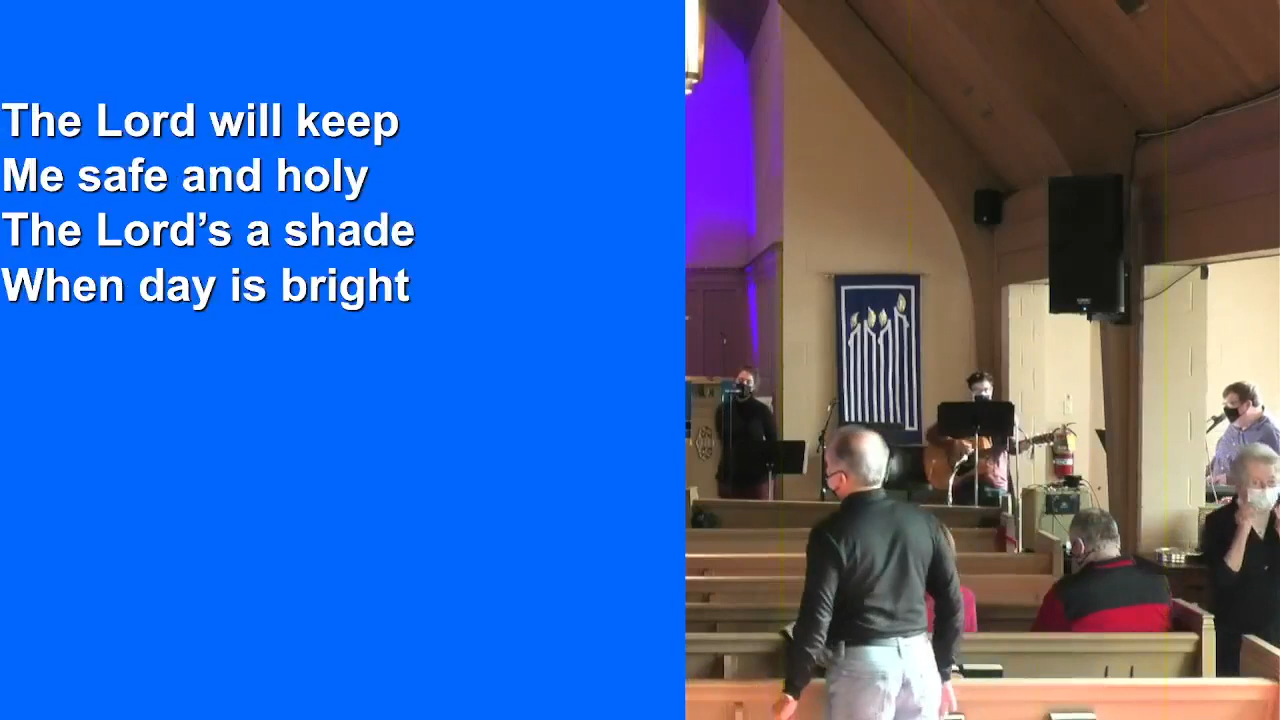 The Lord will keep
Me safe and holy
The Lord’s a shade
When day is bright